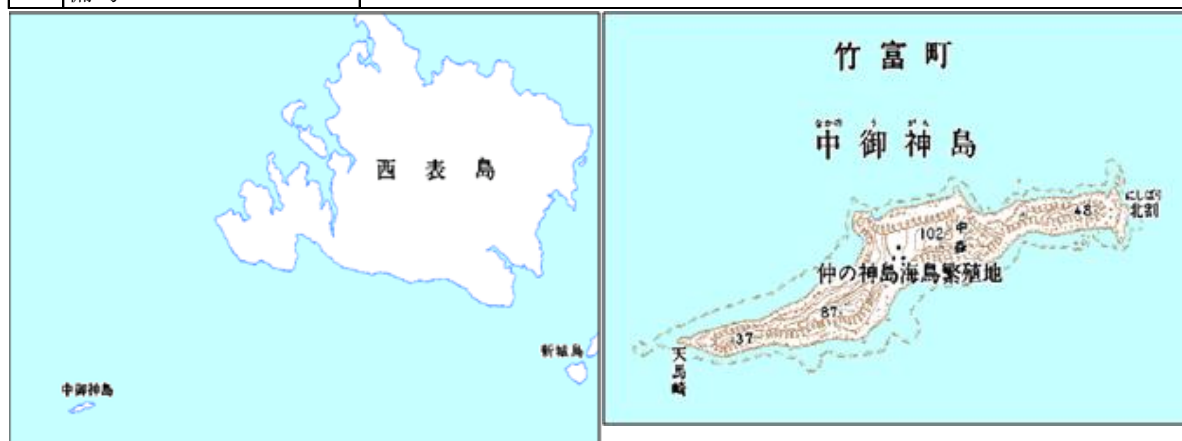 西表島
新城島
中御神島
竹富町
なかのうがん
中御神島
にしばり
北割
48
102
中森
仲の神島海鳥繁殖地
87
37
天馬崎